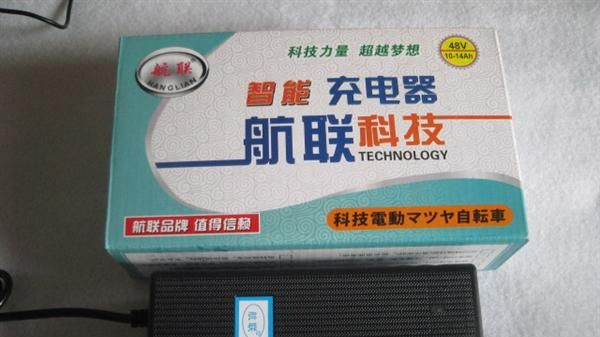 航联
HANGLIAN
科技力量 超越梦想
48V
10-14Ah
智能 充电器
航联科技
TECHNOLOGY
航联品牌 值得信赖
科技電動マツヤ自転車